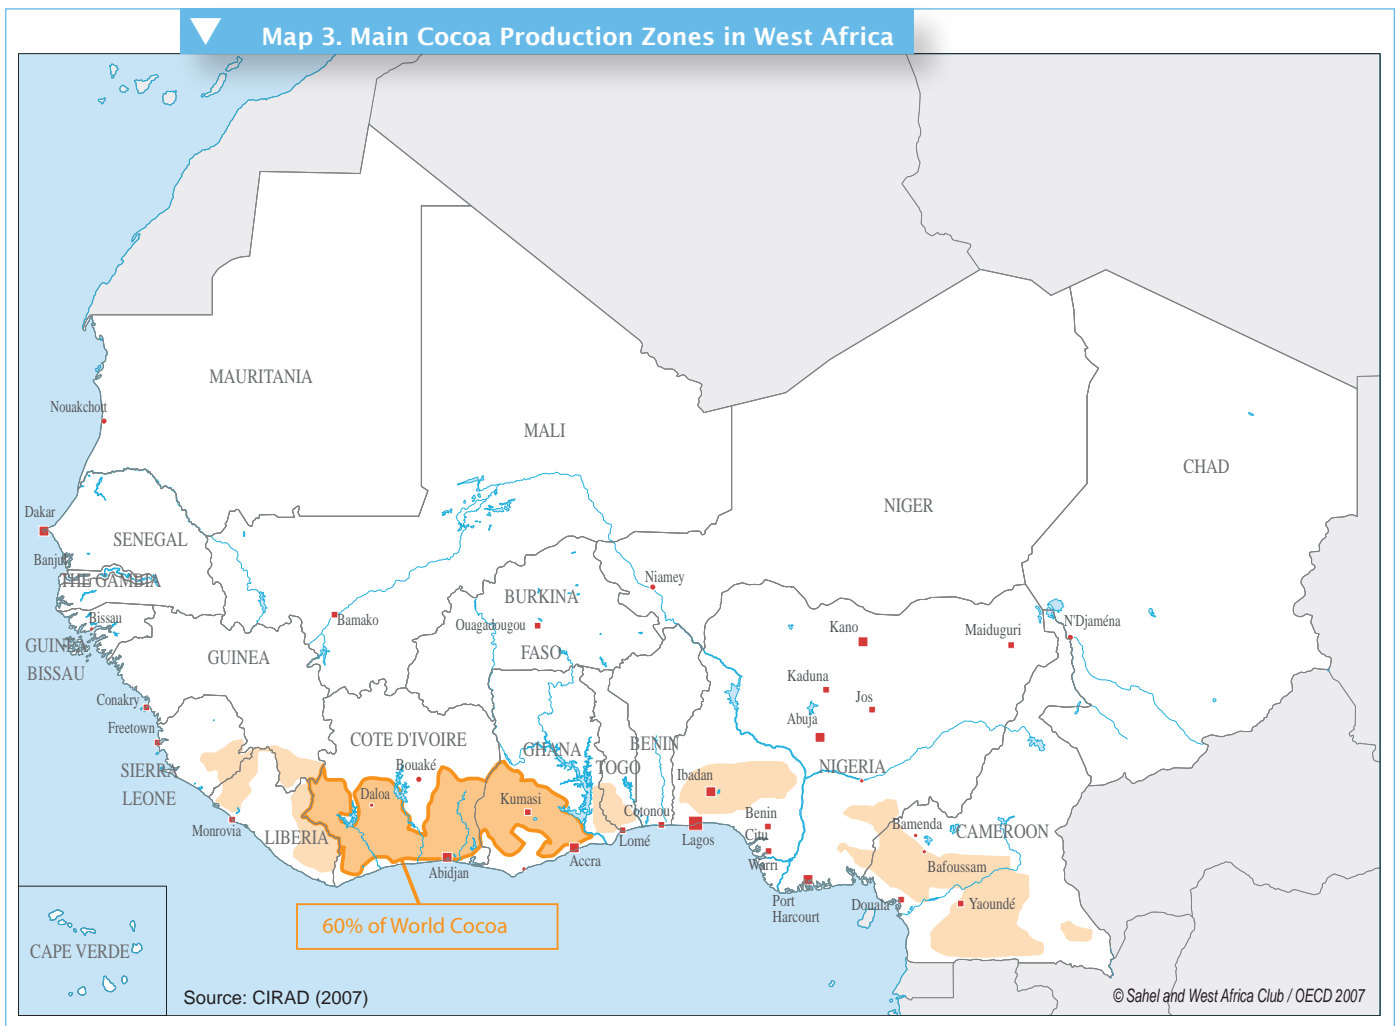 Map 3. Main Cocoa Production Zones in West Africa
MAURITANIA
Nouakchott
MALI
CHAD
NIGER
Dakar
SENEGAL
Banjul
THE GAMBIA
Niamey
BURKINA
Bissau
Bamako
Ouagadougou
Kano
Maiduguri
N'Djaména
GUINEA
BISSAU
GUINEA
FASO
Kaduna
Jos
Conakry
Abuja
Freetown
COTE D'IVOIRE
GHANA
BENIN
SIERRA
LEONE
Bouaké
TOGO
NIGERIA
Ibadan
Daloa
Kumasi
Monrovia
LIBERIA
Cotonou
Benin
Citu
Bamenda
CAMEROON
Lomé
Lagos
Accra
Abidjan
Warri
Bafoussam
Port
Harcourt
Douala
Yaoundé
60% of World Cocoa
CAPE VERDE
Source: CIRAD (2007)
© Sahel and West Africa Club / OECD 2007